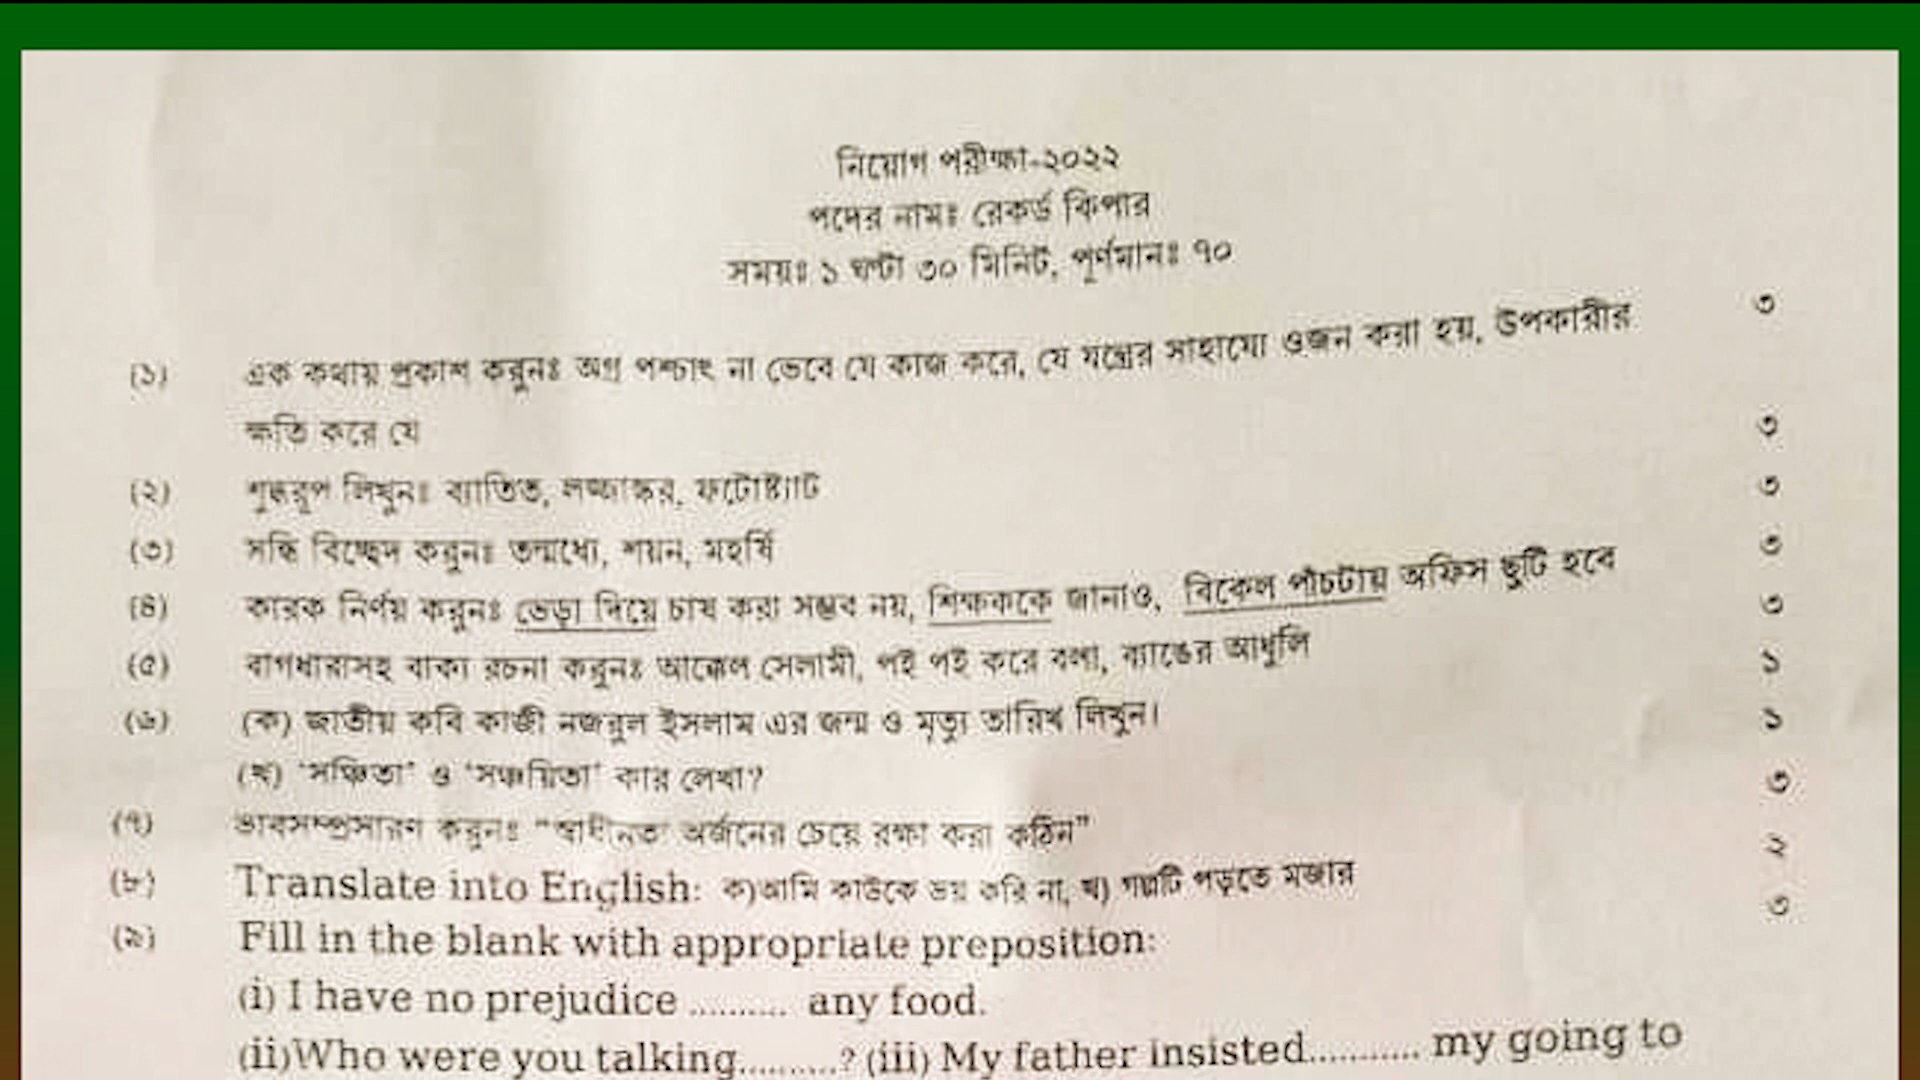 নিয়োগ পরীক্ষা-২০২২
পদের নামঃ রেকর্ড কিপার
সময়ঃ ১ ঘন্টা ৩০ মিনিট, পূর্ণমানঃ ৭০
(১) এক কথায় প্রকাশ করুনঃ অগ্র পশ্চাৎ না ভেবে যে কাজ করে, যে যন্ত্রের সাহায্যে ওজন করা হয়, উপকারীর ৩
ক্ষতি করে যে ৩
(২) শুদ্ধরূপ লিখুনঃ ব্যাতিত, লজ্জাস্কর, ফটোষ্ট্যাট ৩
(৩) সন্ধি বিচ্ছেদ করুনঃ তন্মধ্যে, শয়ন, মহর্ষি ৩
(৪) কারক নির্ণয় করুনঃ ভেড়া দিয়ে চাষ করা সম্ভব নয়, শিক্ষককে জানাও, বিকেল পাঁচটায় অফিস ছুটি হবে ৩
(৫) বাগধারাসহ বাক্য রচনা করুনঃ আক্কেল সেলামী, পই পই করে বলা, ব্যাঙের আধুলি ১
(৬) (ক) জাতীয় কবি কাজী নজরুল ইসলাম এর জন্ম ও মৃত্যু তারিখ লিখুন। ১
(খ) ‘সঞ্চিতা’ ও ‘সঞ্চয়িতা’ কার লেখা? ৩
(৭) ভাবসম্প্রসারণ করুনঃ “স্বাধীনতা অর্জনের চেয়ে রক্ষা করা কঠিন” ২
(৮) Translate into English: ক)আমি কাউকে ভয় করি না, খ) গল্পটি পড়তে মজার ৩
(৯) Fill in the blank with appropriate preposition:
(i) I have no prejudice .......... any food.
(ii)Who were you talking..........? (iii) My father insisted........... my going to